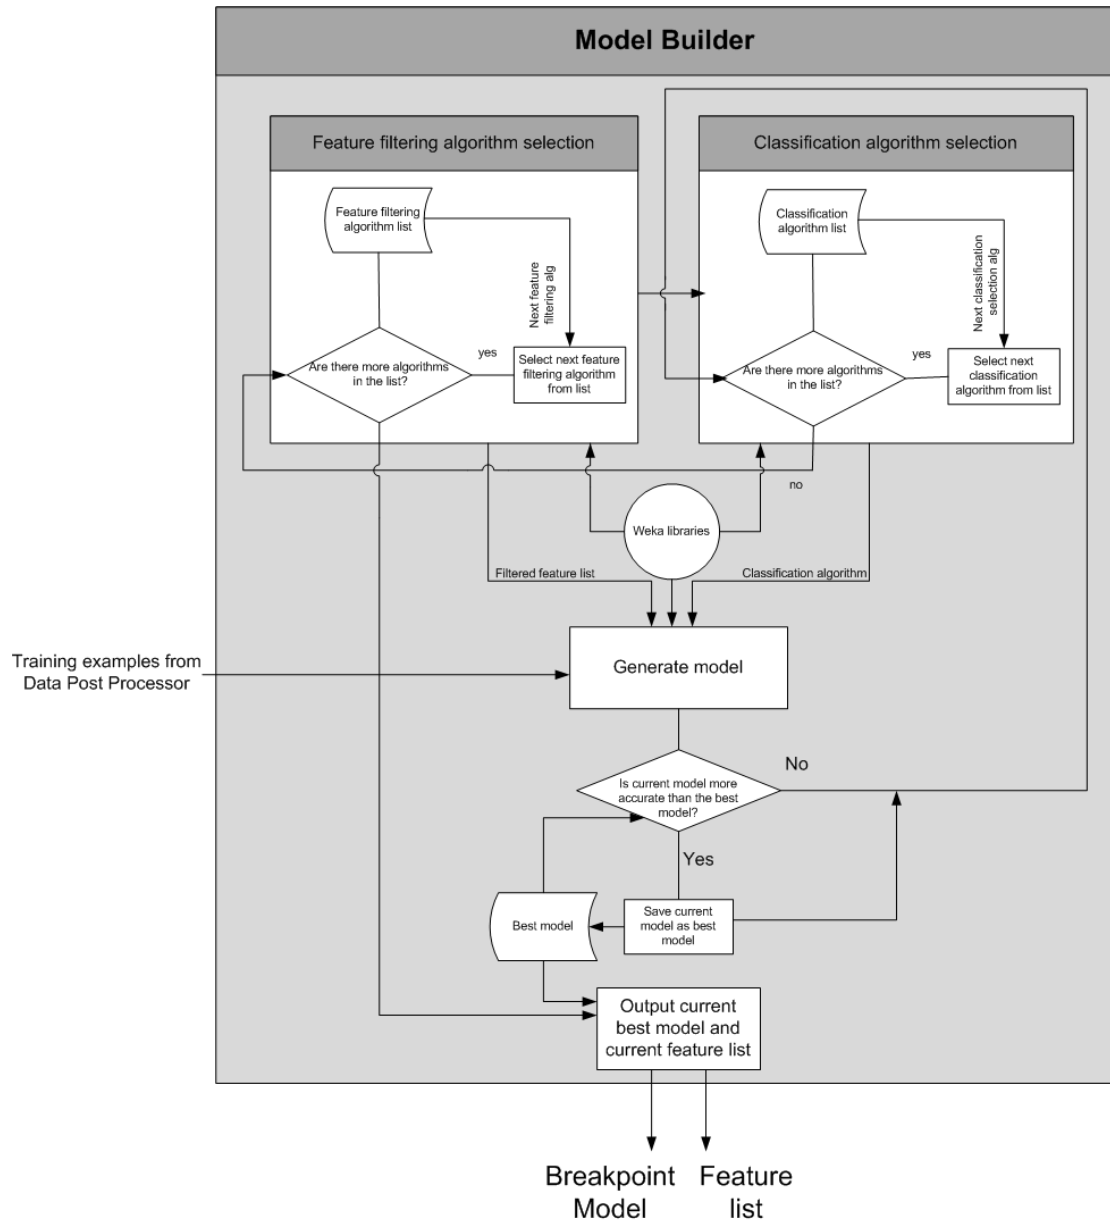 Model Builder
Feature filtering algorithm selection
Feature filtering
algorithm list
Next feature
filtering alg
Are there more algorithms
in the list?
yes
Select next feature
filtering algorithm
from list
Classification algorithm selection
Classification
algorithm list
Next classification
selection alg
Are there more algorithms
in the list?
yes
Select next
classification
algorithm from list
no
Weka libraries
Filtered feature list
Classification algorithm
Training examples from
Data Post Processor
Generate model
Is current model more
accurate than the best
model?
No
Yes
Best model
Save current
model as best
model
Output current
best model and
current feature list
Breakpoint
Model
Feature
list